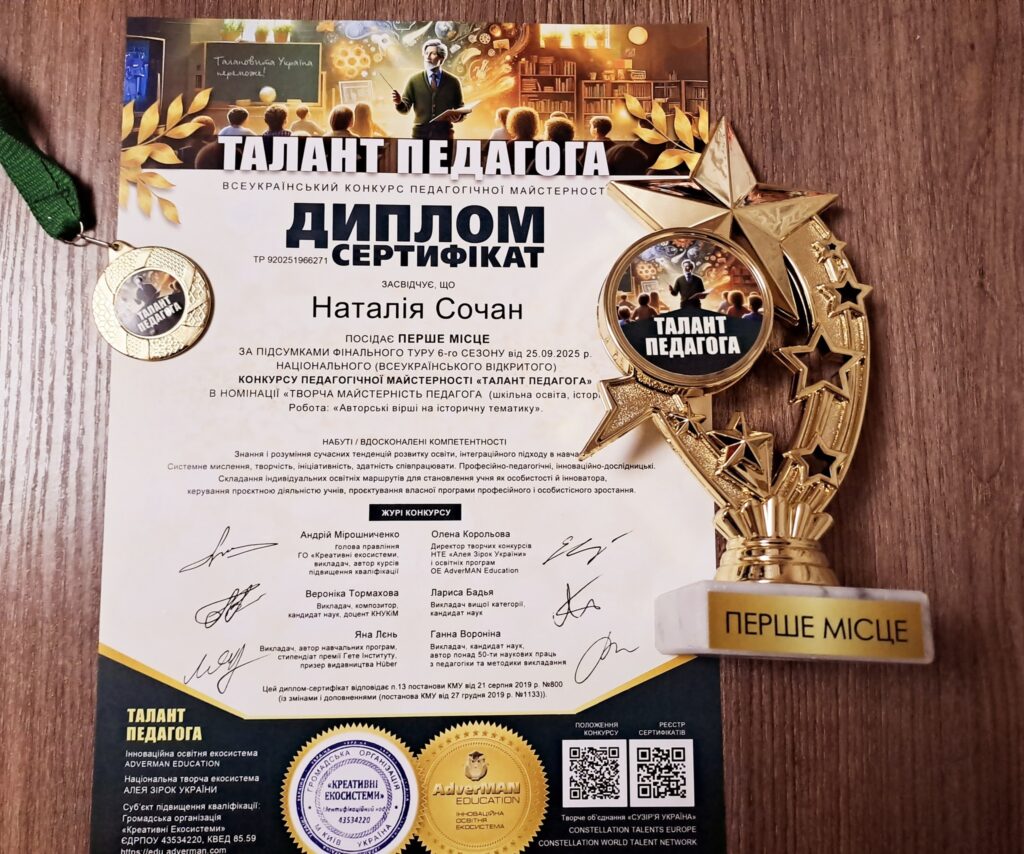 Талановита Україна
переможе!
ТАЛАНТ ПЕДАГОГА
ВСЕУКРАЇНСЬКИЙ КОНКУРС ПЕДАГОГІЧНОЇ МАЙСТЕРНОСТ
ДИПЛОМ
ТР 920251966271 СЕРТИФІКАТ
ЗАСВІДЧУЄ, ЩО
Наталія Сочан
ПОСІДАЄ ПЕРШЕ МІСЦЕ
ЗА ПІДСУМКАМИ ФІНАЛЬНОГО ТУРУ 6-го СЕЗОНУ від 25.09.2025 р.
НАЦІОНАЛЬНОГО (ВСЕУКРАЇНСЬКОГО ВІДКРИТОГО)
КОНКУРСУ ПЕДАГОГІЧНОЇ МАЙСТЕРНОСТІ «ТАЛАНТ ПЕДАГОГА»
В НОМІНАЦІЇ «ТВОРЧА МАЙСТЕРНІСТЬ ПЕДАГОГА (шкільна освіта, істор
Робота: «Авторські вірші на історичну тематику».
НАБУТІ / ВДОСКОНАЛЕНІ КОМПЕТЕНТНОСТІ
Знання і розуміння сучасних тенденцій розвитку освіти, інтеграційного підходу в навча
Системне мислення, творчість, ініціативність, здатність співпрацювати. Професійно-педагогічні, інноваційно-дослідницькі.
Складання індивідуальних освітніх маршрутів для становлення учня як особистості й інноватора,
керування проєктною діяльністю учнів, проєктування власної програми професійного і особистісного зростання.
ЖУРІ КОНКУРСУ
Андрій Мірошниченко
голова правління
ГО «Креативні екосистеми,
викладач, автор курсів
підвищення кваліфікації
Олена Корольова
Директор творчих конкурсів
НТЕ «Алея Зірок України»
і освітніх програм
ОЕ AdverMAN Education
Вероніка Тормахова
Викладач, композитор,
кандидат наук, доцент КНУКіМ
Лариса Бадья
Викладач вищої категорії,
кандидат наук
Яна Лєнь
Викладач, автор навчальних програм,
стипендіат премії Гете Інституту,
призер видавництва Hüber
Ганна Вороніна
Викладач, кандидат наук,
автор понад 50-ти наукових праць
з педагогіки та методики викладання
Цей диплом-сертифікат відповідає п.13 постанови КМУ від 21 серпня 2019 р. №800
(із змінами і доповненнями (постанова КМУ від 27 грудня 2019 р. №1133)).
ТАЛАНТ
ПЕДАГОГА
Інноваційна освітня екосистема
ADVERMAN EDUCATION
Національна творча екосистема
АЛЕЯ ЗІРОК УКРАЇНИ
Суб'єкт підвищення кваліфікації:
Громадська організація
«Креативні Екосистеми»
ЄДРПОУ 43534220, КВЕД 85.59
https://edu.adverman.com
ГРОМАДСЬКА ОРГАНІЗАЦІЯ
«КРЕАТИВНІ
ЕКОСИСТЕМИ»
Ідентифікаційний код
43534220
М.КИЇВ УКРАЇНА
AdverMAN
EDUCATION
ІННОВАЦІЙНА
ОСВІТНЯ
ЕКОСИСТЕМА
ПОЛОЖЕННЯ
КОНКУРСУ
РЕЄСТР
СЕРТИФІКАТІВ
Творче об'єднання «СУЗІР'Я УКРАЇНА»
CONSTELLATION TALENTS EUROPE
CONSTELLATION WORLD TALENT NETWORK
ТАЛАНТ
ПЕДАГОГА
ТАЛАНТ
ПЕДАГОГА
ПЕРШЕ МІСЦЕ